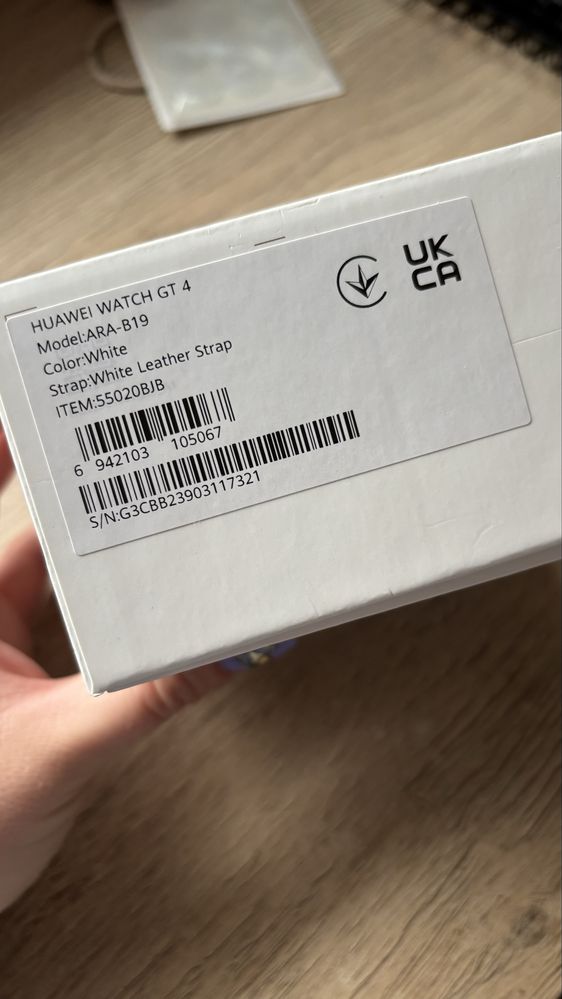 HUAWEI WATCH GT 4
Model:ARA-B19
Color:White
Strap:White Leather Strap
ITEM:55020BJB
6 942103 105067
S/N:G3CBB23903117321
UK
CA